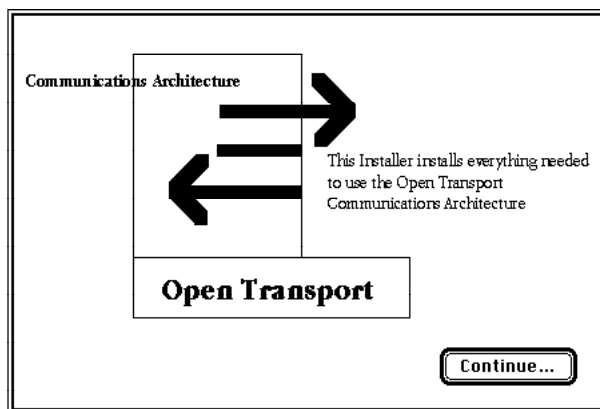 Communications Architecture
This Installer installs everything needed
to use the Open Transport
Communications Architecture
Open Transport
Continue...